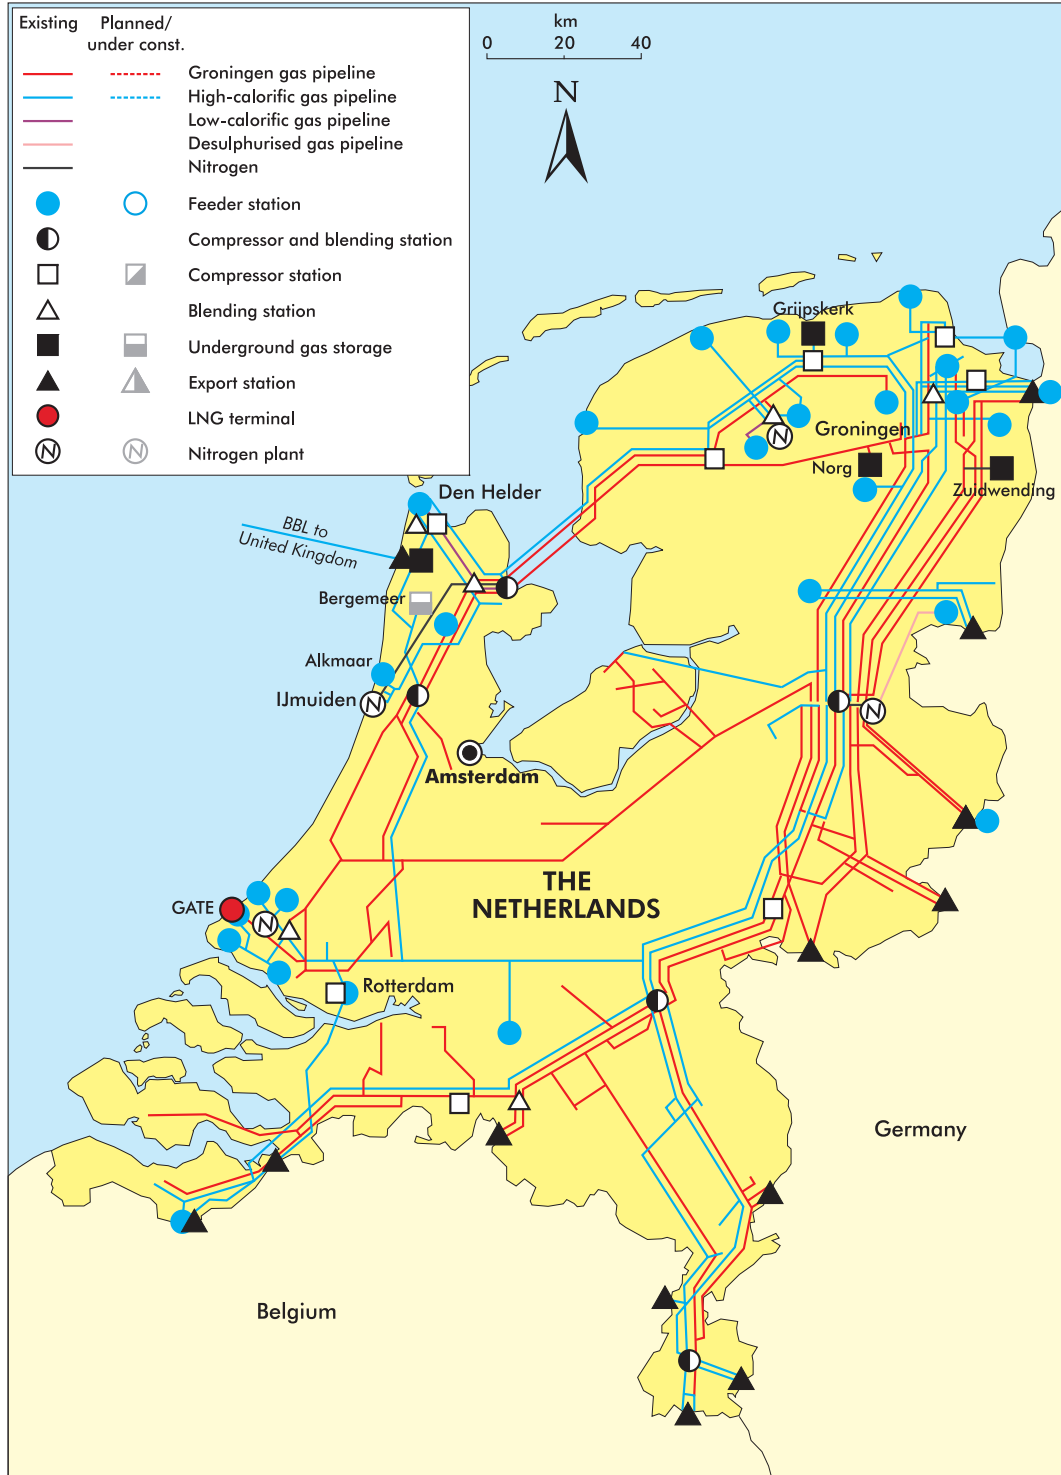 Existing
Planned/
under const.
Groningen gas pipeline
High-calorific gas pipeline
Low-calorific gas pipeline
Desulphurised gas pipeline
Nitrogen
Feeder station
Compressor and blending station
Compressor station
Blending station
Underground gas storage
Export station
LNG terminal
N N Nitrogen plant
km
0 20 40
N
Grijpskerk
N
Groningen
Norg
Zuidwending
Den Helder
BBL to
United Kingdom
Bergemeer
Alkmaar
IJmuiden
N
N
Amsterdam
THE
NETHERLANDS
GATE
N
Rotterdam
Germany
Belgium